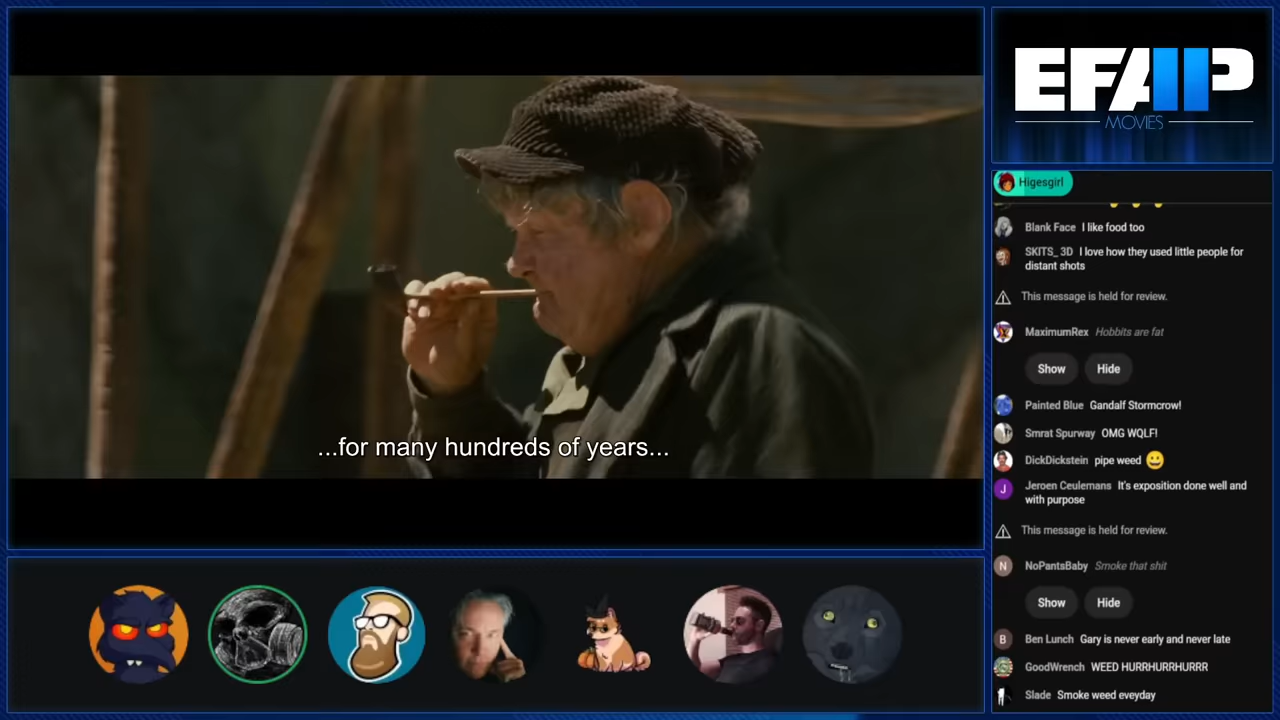 ...for many hundreds of years...
EFAP
MOVIES
Higesgirl
Blank Face I like food too
SKITS_3D I love how they used little people for
distant shots
This message is held for review.
MaximumRex Hobbits are fat
Show Hide
Painted Blue Gandalf Stormcrow!
Smrat Spurway OMG WQLF!
DickDickstein pipe weed 😀
J Jeroen Ceulemans It's exposition done well and
with purpose
This message is held for review.
N NoPantsBaby Smoke that shit
Show Hide
B Ben Lunch Gary is never early and never late
GoodWrench WEED HURRHURRHURRR
Slade Smoke weed eveyday